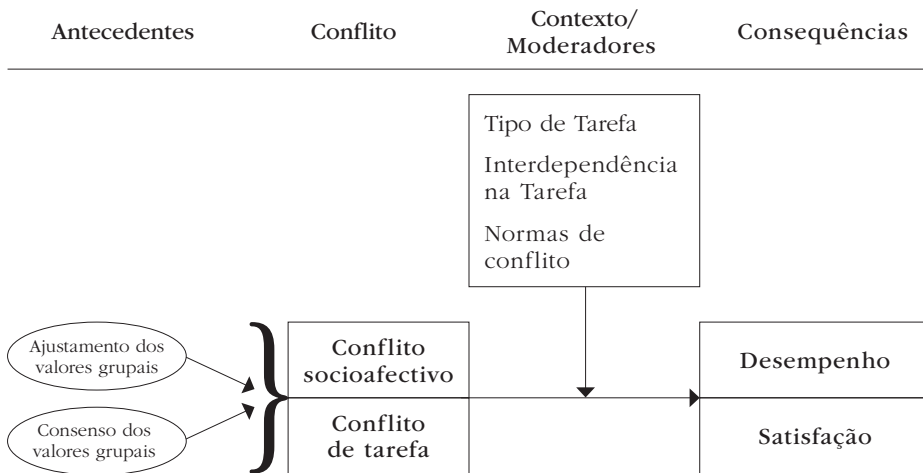 Antecedentes
Conflito
Contexto/
Moderadores
Consequências
Tipo de Tarefa
Interdependência
na Tarefa
Normas de
conflito
Ajustamento dos
valores grupais
Consenso dos
valores grupais
Conflito
socioafectivo
Conflito
de tarefa
Desempenho
Satisfação